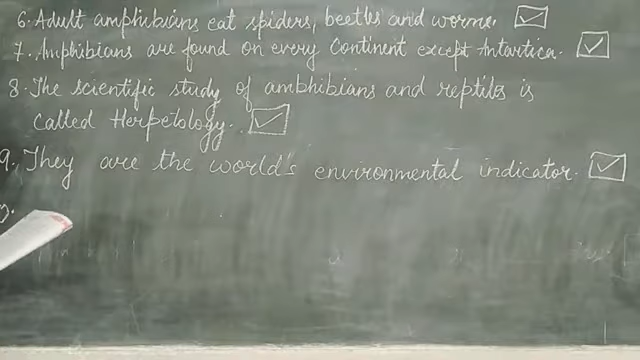 6. Adult amphibians eat spiders, beetles and worms.
7. Amphibians are found on every Continent except Antartica.
8. The scientific study of ambhibians and reptiles is
called Herpetology.
9. They are the world's environmental indicator.